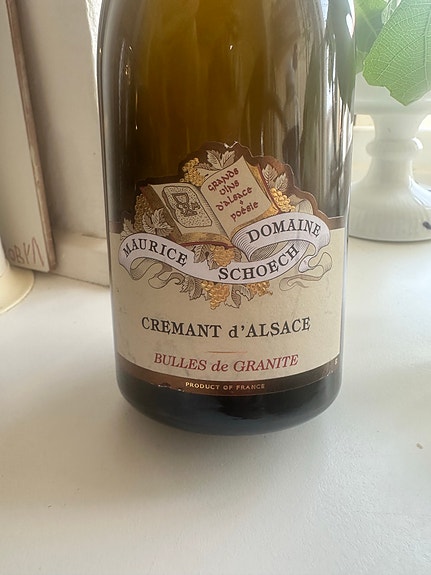 GRANDS
VINS
d'ALSACE
&
POÉSIE
DOMAINE
MAURICE SCHOECH
CREMANT d'ALSACE
BULLES de GRANITE
PRODUCT OF FRANCE